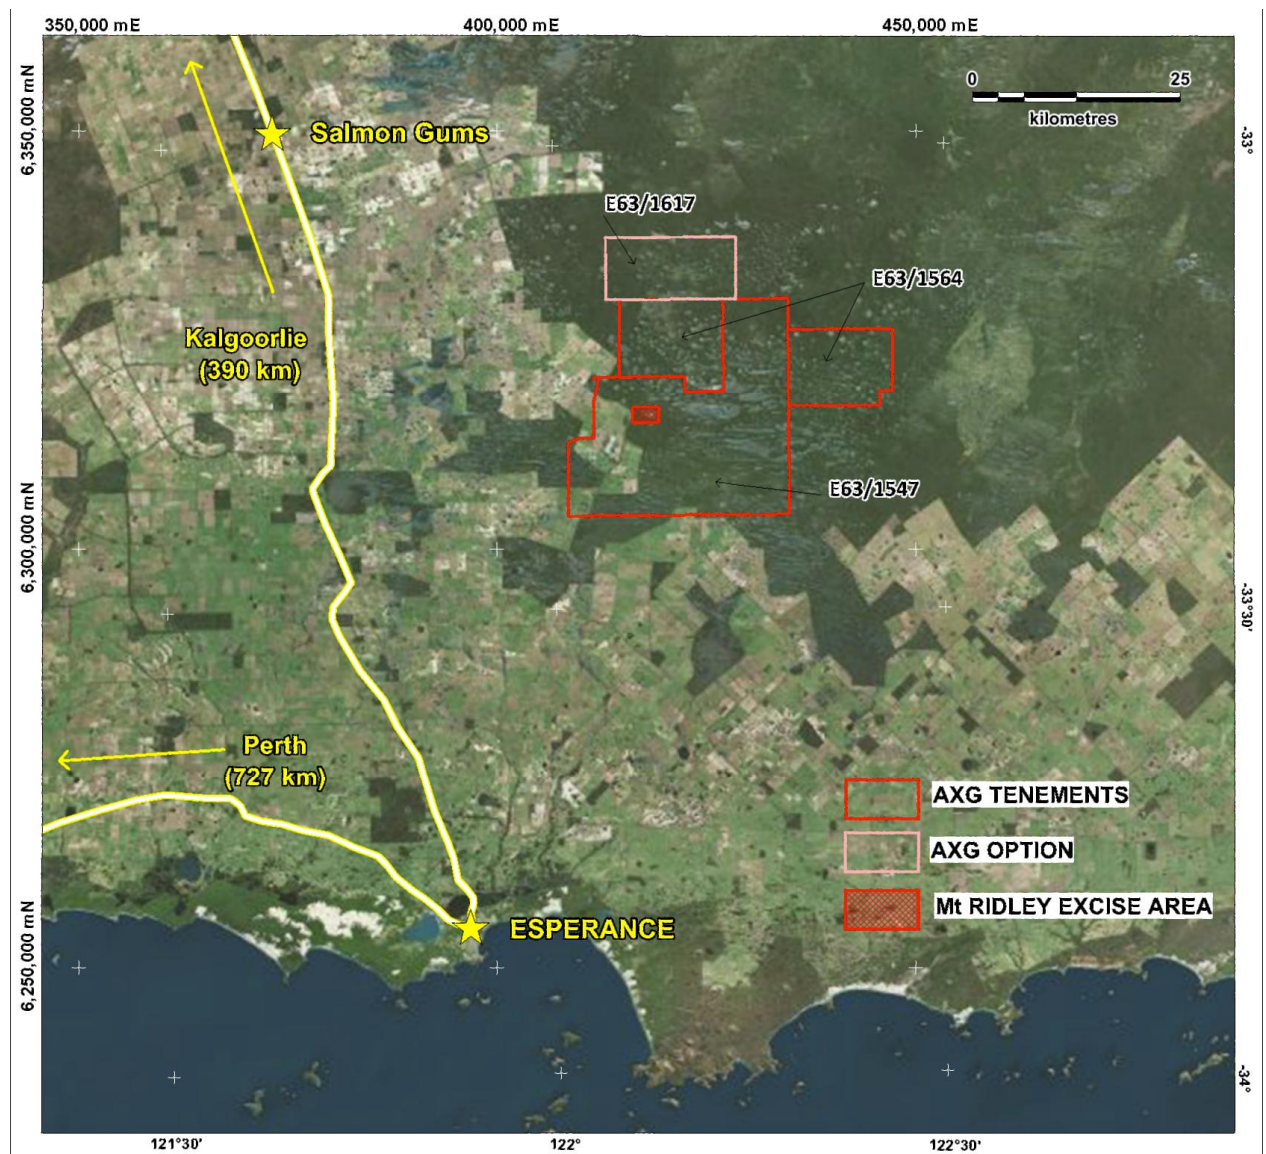 350,000 mE
400,000 mE
450,000 mE
0
25
kilometres
6,350,000 mN
-33°
Salmon Gums
E63/1617
E63/1564
Kalgoorlie
(390 km)
E63/1547
6,300,000 mN
-33°30'
Perth
(727 km)
AXG TENEMENTS
AXG OPTION
Mt RIDLEY EXCISE AREA
ESPERANCE
6,250,000 mN
-34°
121°30'
122°
122°30'